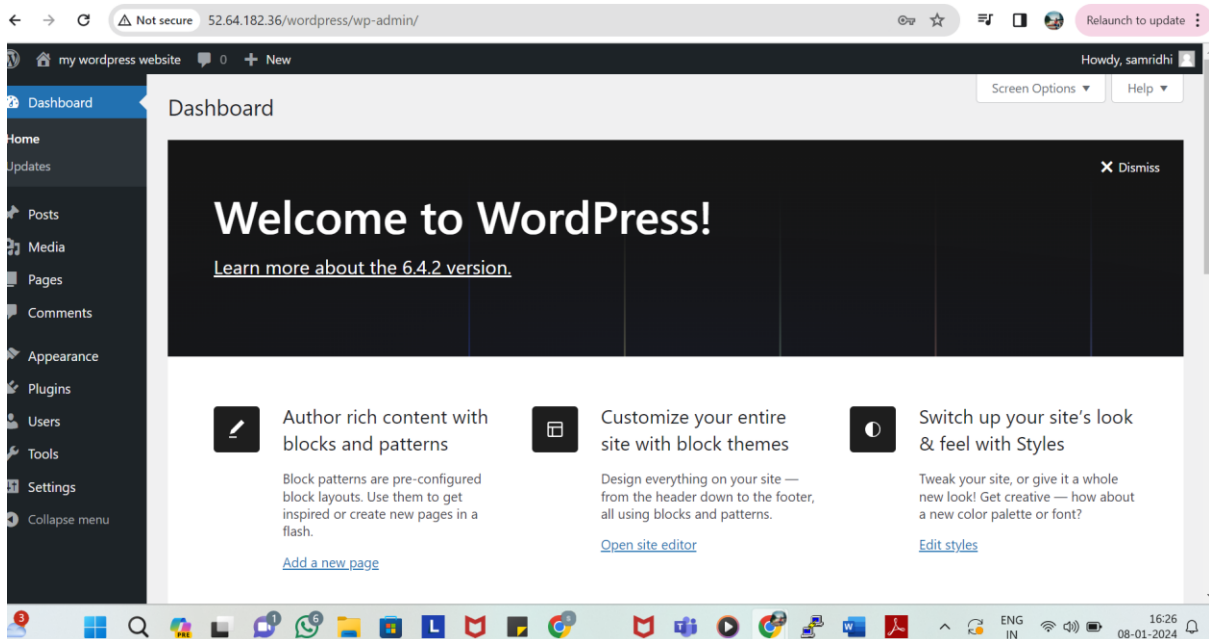 Not secure 52.64.182.36/wordpress/wp-admin/ Relaunch to update
my wordpress website 0 + New Howdy, samridhi
Dashboard
Home
Updates
Posts
Media
Pages
Comments
Appearance
Plugins
Users
Tools
Settings
Collapse menu
Screen Options ▼ Help ▼
Dashboard
Dismiss
Welcome to WordPress!
Learn more about the 6.4.2 version.
Author rich content with
blocks and patterns
Block patterns are pre-configured
block layouts. Use them to get
inspired or create new pages in a
flash.
Add a new page
Customize your entire
site with block themes
Design everything on your site —
from the header down to the footer,
all using blocks and patterns.
Open site editor
Switch up your site’s look
& feel with Styles
Tweak your site, or give it a whole
new look! Get creative — how about
a new color palette or font?
Edit styles
3
PRE
1
6
L
W
ENG
IN
16:26
08-01-2024